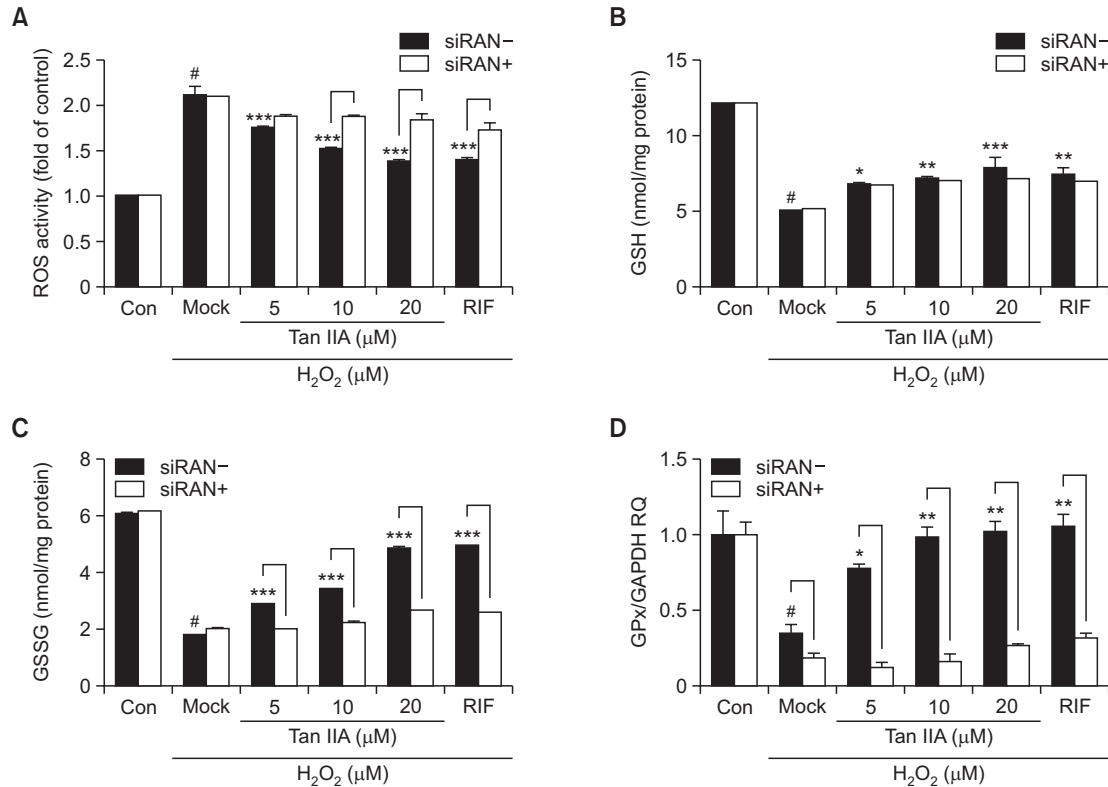 A
siRAN−
siRAN+
ROS activity (fold of control)
2.5
2.0
1.5
1.0
0.5
0
#
***
***
***
***
Con Mock 5 10 20 RIF
Tan IIA (μM)
H₂O₂ (μM)
B
siRAN−
siRAN+
GSH (nmol/mg protein)
15
10
5
0
#
*
**
***
**
Con Mock 5 10 20 RIF
Tan IIA (μM)
H₂O₂ (μM)
C
siRAN−
siRAN+
GSSG (nmol/mg protein)
8
6
4
2
0
#
***
***
***
***
Con Mock 5 10 20 RIF
Tan IIA (μM)
H₂O₂ (μM)
D
siRAN−
siRAN+
GPx/GAPDH RQ
1.5
1.0
0.5
0
#
*
**
**
**
Con Mock 5 10 20 RIF
Tan IIA (μM)
H₂O₂ (μM)